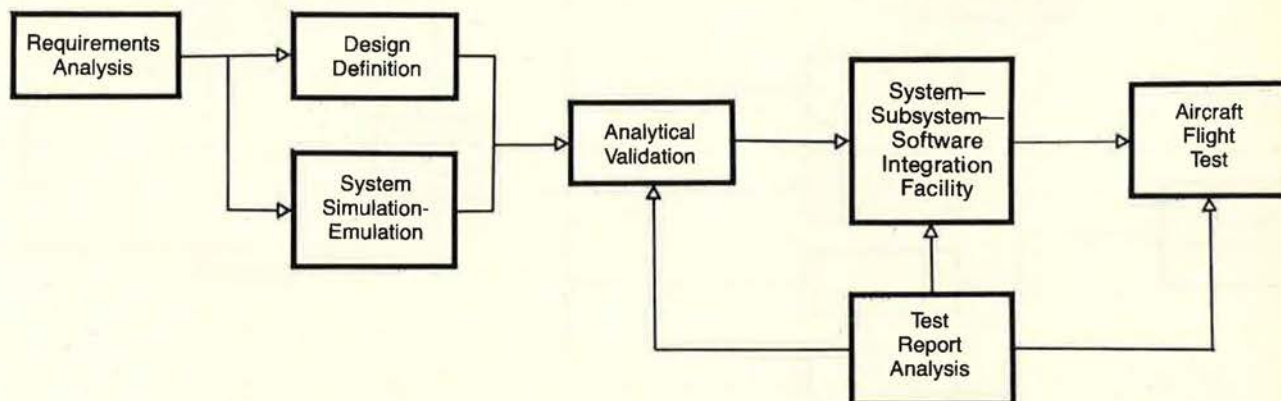 Requirements
Analysis
Design
Definition
System
Simulation-
Emulation
Analytical
Validation
System—
Subsystem—
Software
Integration
Facility
Aircraft
Flight
Test
Test
Report
Analysis